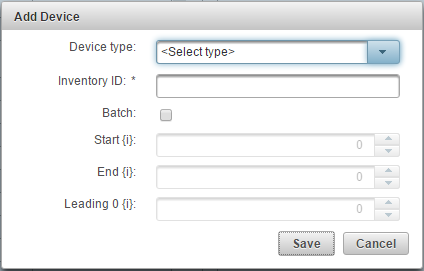 Add Device
Device type: <Select type>
Inventory ID: *
Batch:
Start {i}: 0
End {i}: 0
Leading 0 {i}: 0
Save Cancel